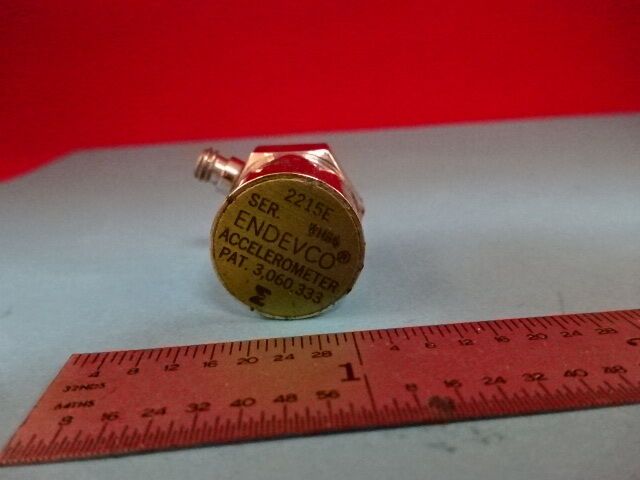 2215E
SER.
ENDEVCO®
ACCELEROMETER
PAT. 3,060,333
4 8 12 16 20 24 28 1 4 8 12 16 20 24 28
32NDS
64THS
8 16 24 32 40 48 56 8 16 24 32 40 48